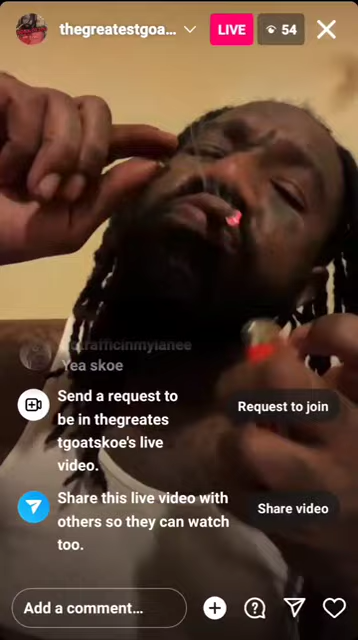 thegreatestgoa...
LIVE
54
Yea skoe
Send a request to
be in thegreates
tgoatskoe's live
video.
Request to join
Share this live video with
others so they can watch
too.
Share video
Add a comment...